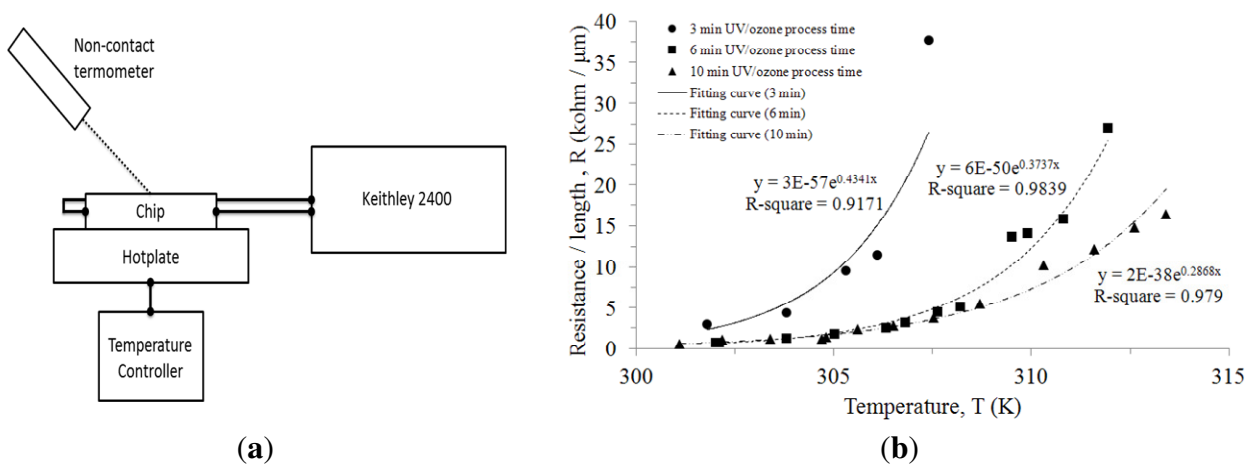 Non-contact
termometer
Chip
Hotplate
Temperature
Controller
Keithley 2400
(a)
Resistance / length , R (kohm / µm)
40
35
30
25
20
15
10
5
0
3 min UV/ozone process time
6 min UV/ozone process time
10 min UV/ozone process time
Fitting curve (3 min)
Fitting curve (6 min)
Fitting curve (10 min)
y = 3E-57e^0.4341x
R-square = 0.9171
y = 6E-50e^0.3737x
R-square = 0.9839
y = 2E-38e^0.2868x
R-square = 0.979
300 305 310 315
Temperature, T (K)
(b)